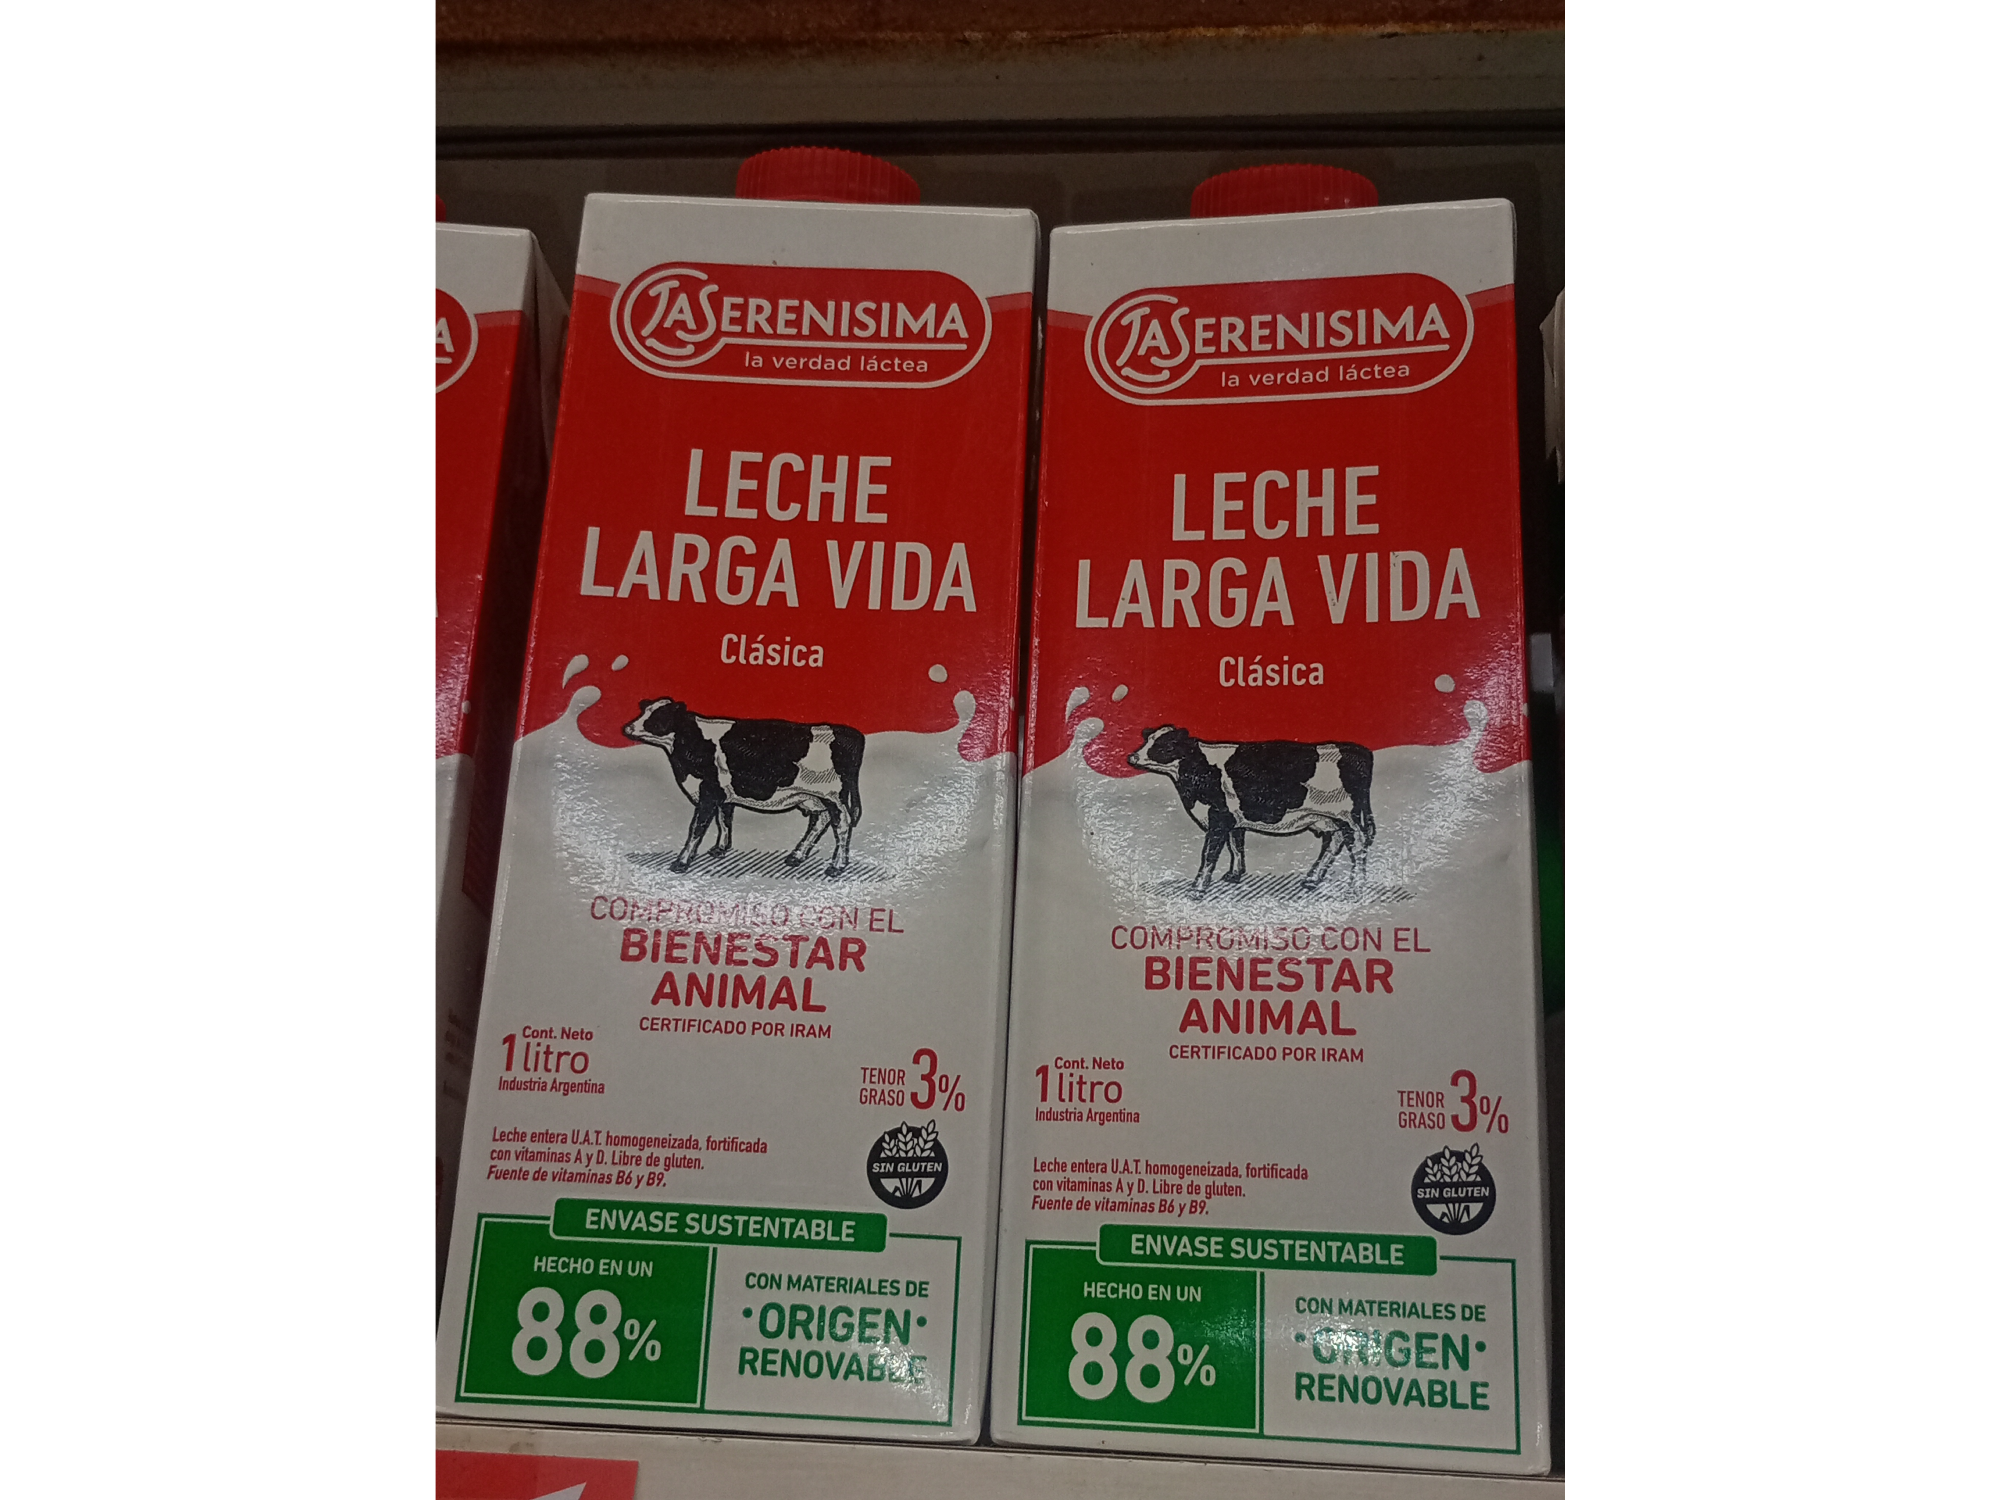 LASERENISIMA
la verdad láctea
LECHE
LARGA VIDA
Clásica
COMPROMISO CON EL
BIENESTAR
ANIMAL
CERTIFICADO POR IRAM
Cont. Neto
1 litro
Industria Argentina
TENOR
GRASO 3%
Leche entera U.A.T. homogeneizada, fortificada
con vitaminas A y D. Libre de gluten.
Fuente de vitaminas B6 y B9.
SIN GLUTEN
ENVASE SUSTENTABLE
HECHO EN UN
88%
CON MATERIALES DE
•ORIGEN•
RENOVABLE
LASERENISIMA
la verdad láctea
LECHE
LARGA VIDA
Clásica
COMPROMISO CON EL
BIENESTAR
ANIMAL
CERTIFICADO POR IRAM
Cont. Neto
1 litro
Industria Argentina
TENOR
GRASO 3%
Leche entera U.A.T. homogeneizada, fortificada
con vitaminas A y D. Libre de gluten.
Fuente de vitaminas B6 y B9.
SIN GLUTEN
ENVASE SUSTENTABLE
HECHO EN UN
88%
CON MATERIALES DE
•ORIGEN•
RENOVABLE